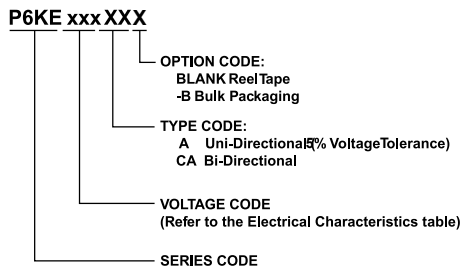 P6KE xxx XX X
OPTION CODE:
BLANK Reel Tape
-B Bulk Packaging
TYPE CODE:
A Uni-Directional(5% Voltage Tolerance)
CA Bi-Directional
VOLTAGE CODE
(Refer to the Electrical Characteristics table)
SERIES CODE